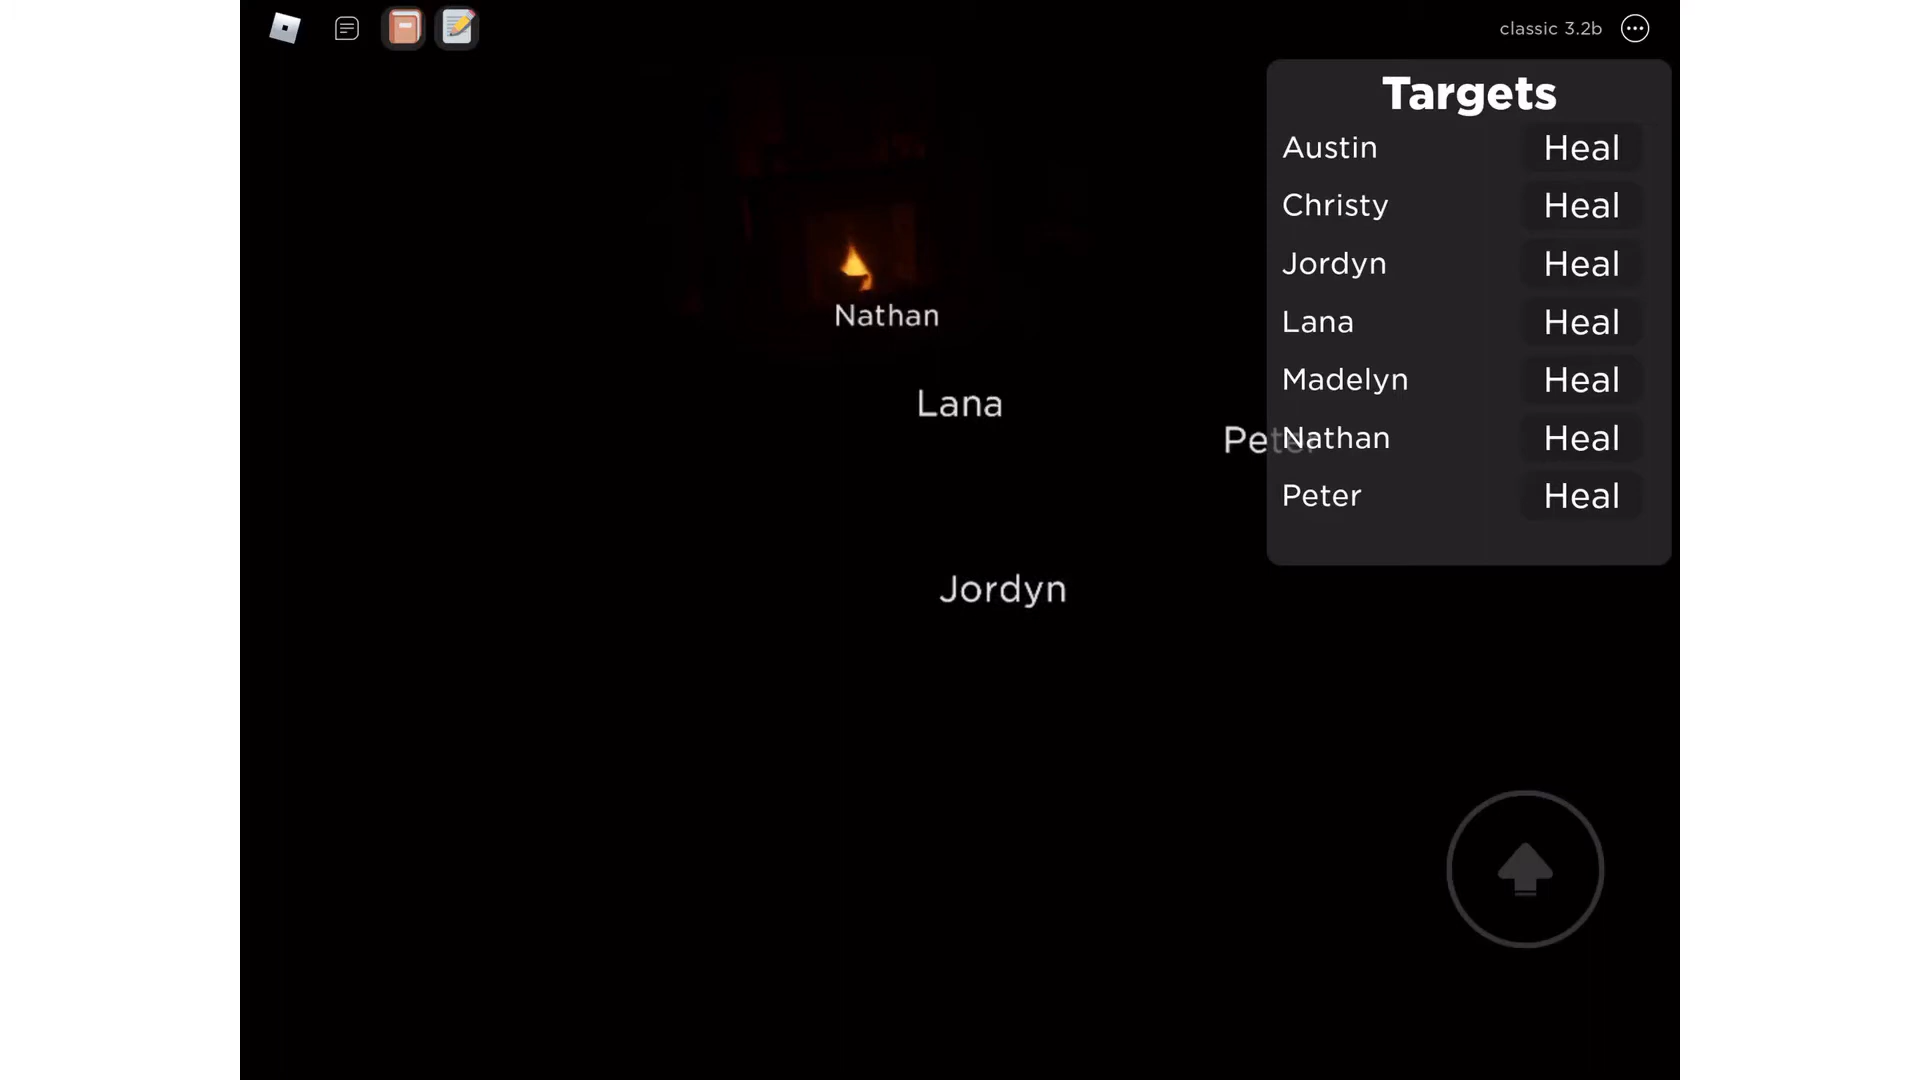 classic 3.2b
Targets
Austin Heal
Christy Heal
Jordyn Heal
Lana Heal
Madelyn Heal
Nathan Heal
Peter Heal
Nathan
Lana
Peter
Jordyn